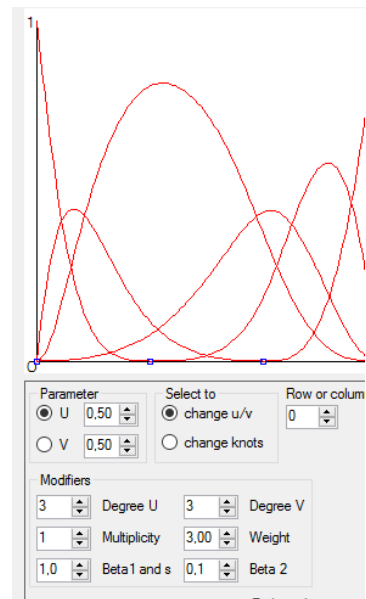 1
0
Parameter Select to Row or column
U 0,50 change u/v 0
V 0,50 change knots
Modifiers
3 Degree U 3 Degree V
1 Multiplicity 3,00 Weight
1,0 Beta1 and s 0,1 Beta 2